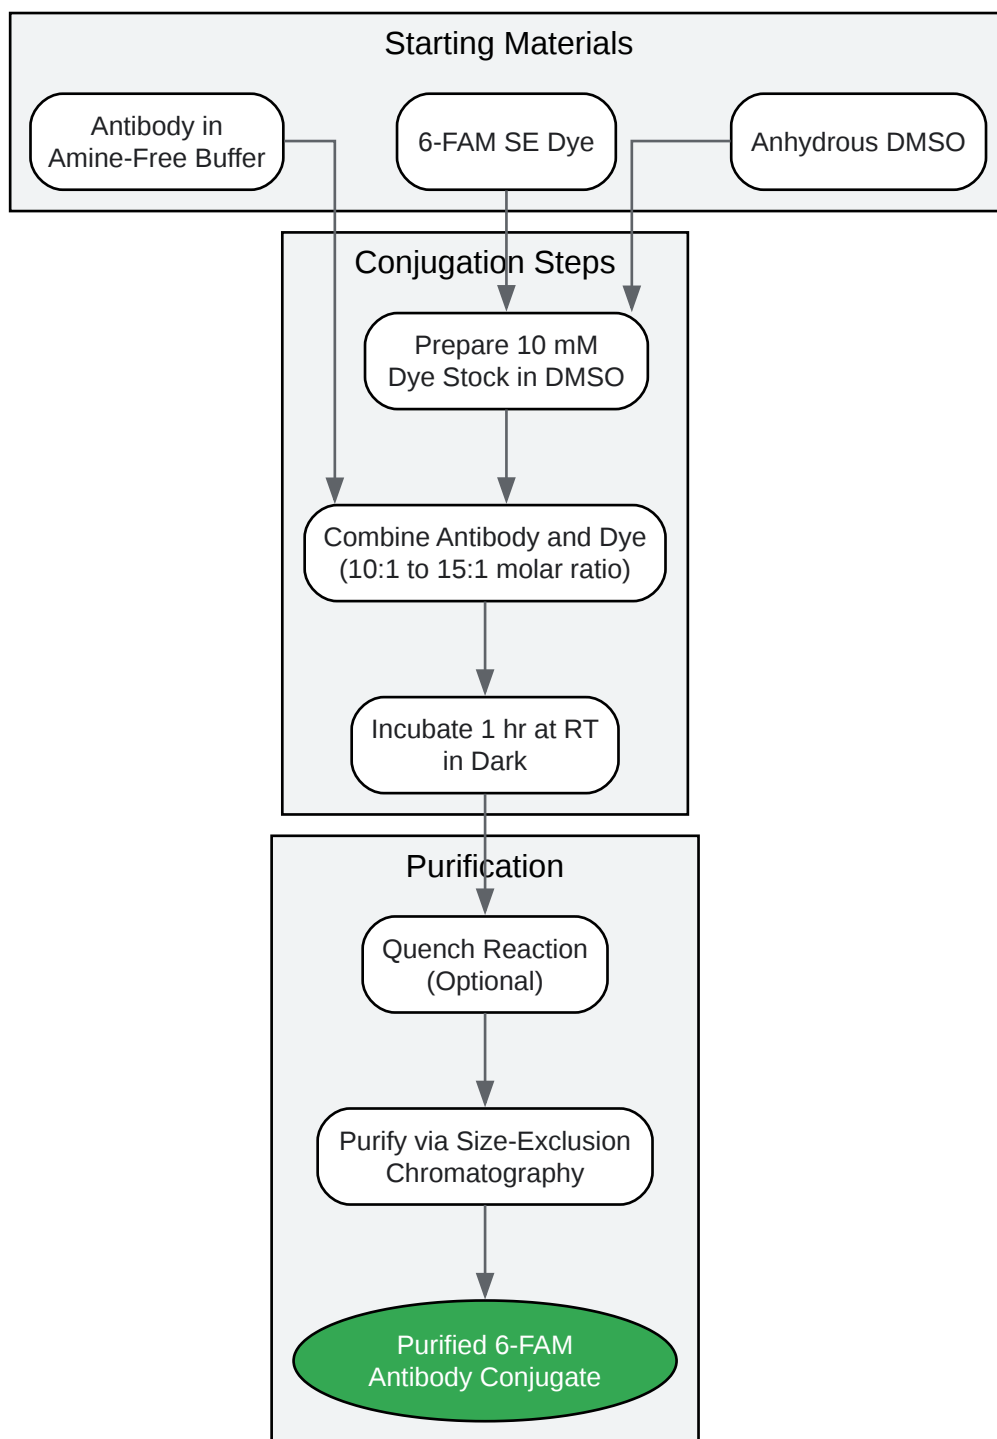 Starting Materials
Antibody in
Amine-Free Buffer
6-FAM SE Dye
Anhydrous DMSO
Conjugation Steps
Prepare 10 mM
Dye Stock in DMSO
Combine Antibody and Dye
(10:1 to 15:1 molar ratio)
Incubate 1 hr at RT
in Dark
Purification
Quench Reaction
(Optional)
Purify via Size-Exclusion
Chromatography
Purified 6-FAM
Antibody Conjugate